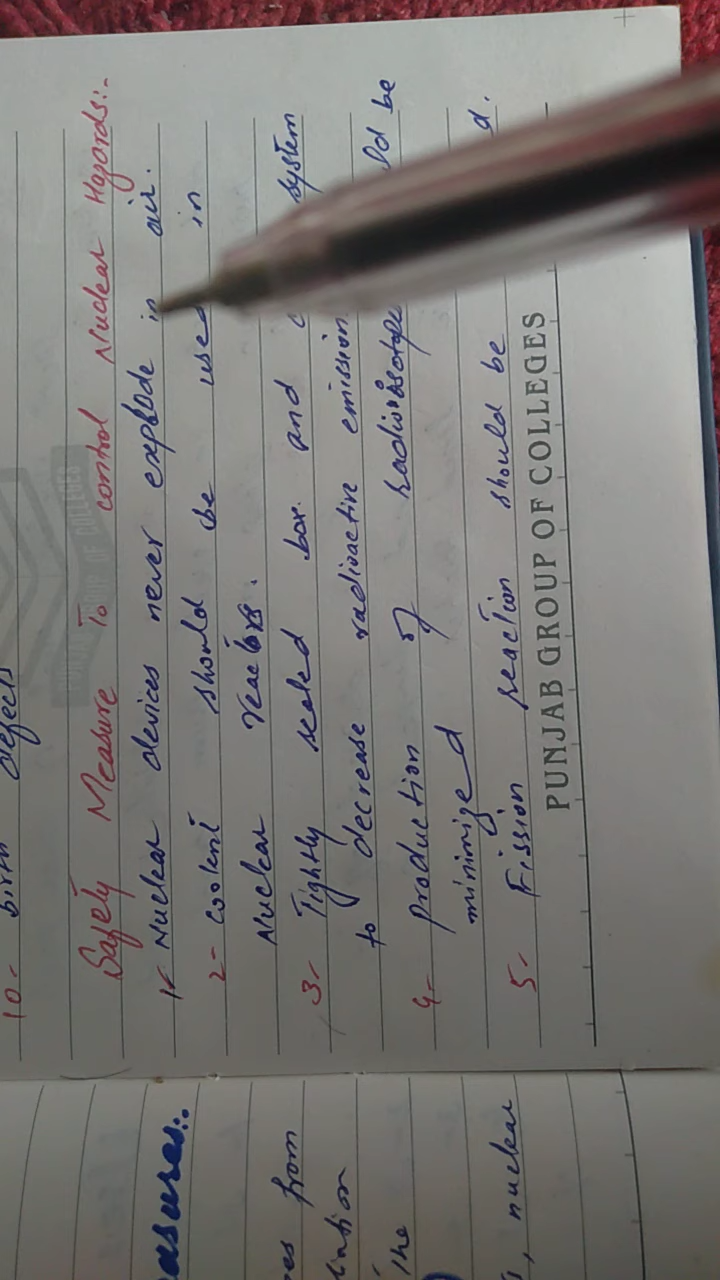 10- birth defects
Safety Measure To control Nuclear Hazards:-
1- Nuclear devices never explode in air.
2- coolent should be used in
Nuclear reactors.
3- Tightly sealed box and system
to decrease radioactive emission
4- production of radioisotope be
minimized
5- Fission reaction should be
PUNJAB GROUP OF COLLEGES
asures:.
from
the
, nuclear